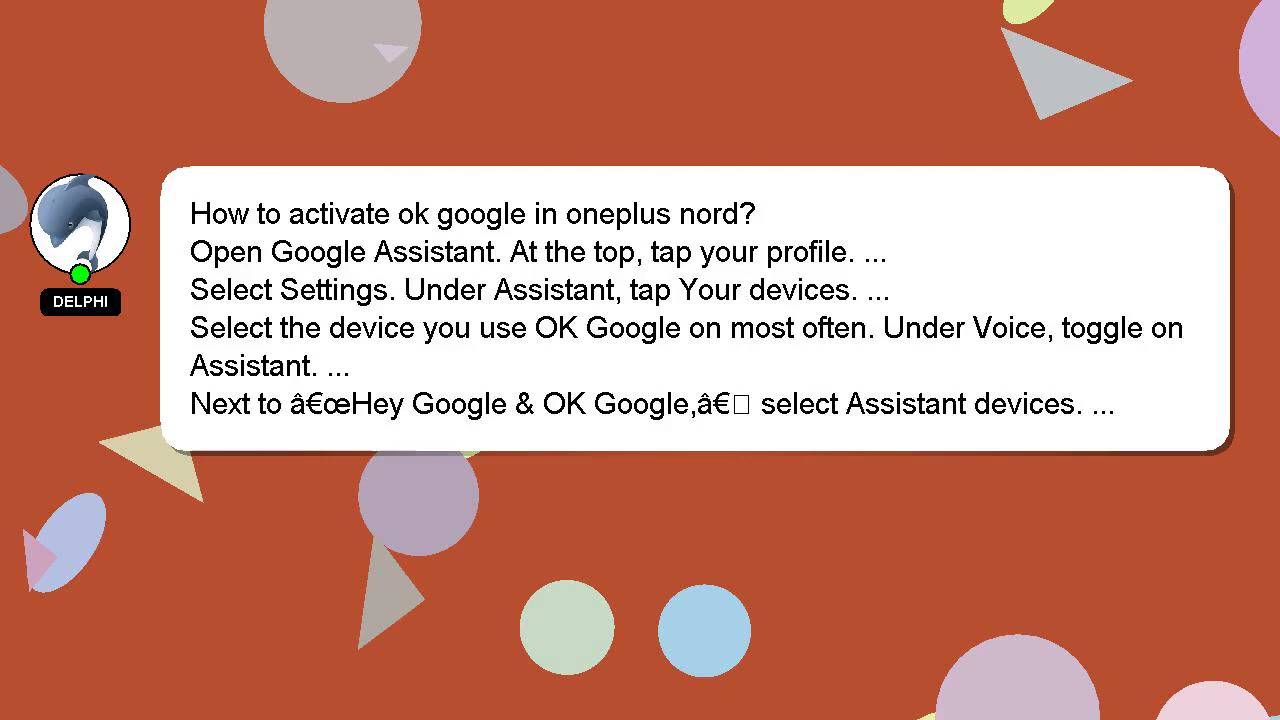 How to activate ok google in oneplus nord?
Open Google Assistant. At the top, tap your profile. ...
Select Settings. Under Assistant, tap Your devices. ...
Select the device you use OK Google on most often. Under Voice, toggle on
Assistant. ...
Next to â€œHey Google & OK Google,â€□ select Assistant devices. ...
DELPHI